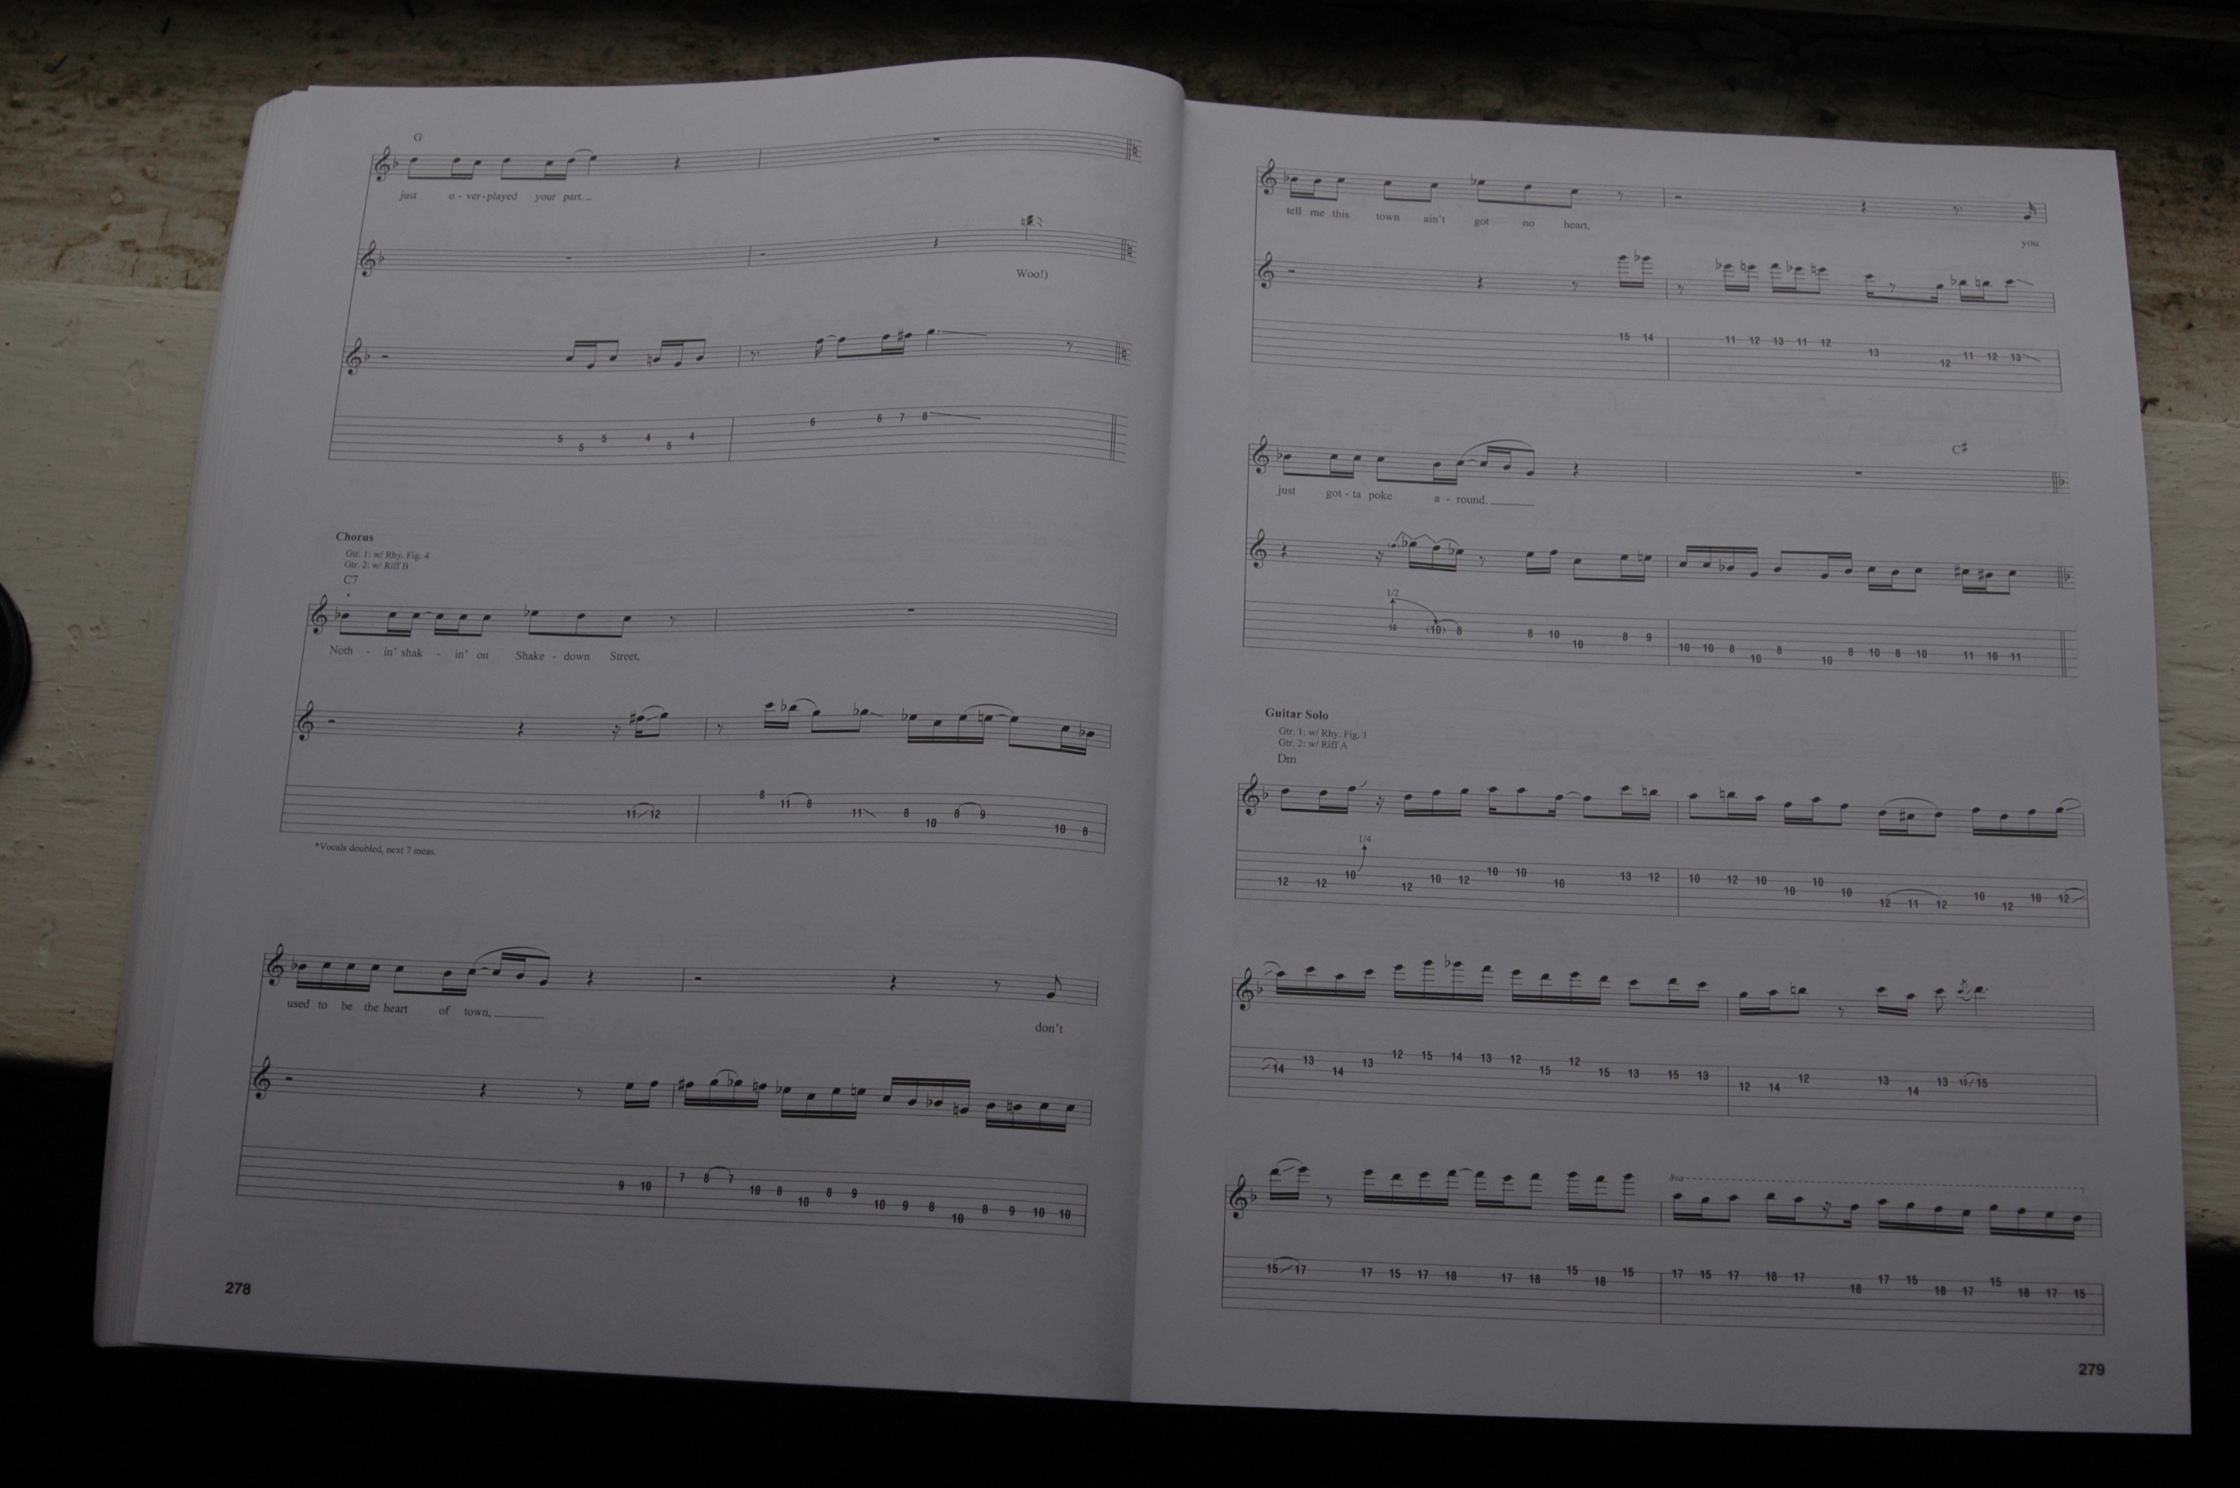 G
just o - ver - played your part.
Woo!)
5 5 5 4 5 4 6 6 7 8
Chorus
Gtr. 1: w/ Rhy. Fig. 4
Gtr. 2: w/ Riff B
C7
*
Noth - in' shak - in' on Shake - down Street,
11 12 8 11 8 11 8 10 8 9 10 8
*Vocals doubled, next 7 meas.
used to be the heart of town, don't
9 10 7 8 7 10 8 10 8 9 10 9 8 10 8 9 10 10
278
tell me this town ain't got no heart, you
15 14 11 12 13 11 12 13 12 11 12 13
C♯
just got - ta poke a - round.
1/2
10 (10) 8 8 10 10 8 9 10 10 8 10 8 10 8 10 8 10 11 10 11
Guitar Solo
Gtr. 1: w/ Rhy. Fig. 1
Gtr. 2: w/ Riff A
Dm
1/4
12 12 10 12 10 12 10 10 10 13 12 10 12 10 10 10 10 12 11 12 10 12 10 12
14 13 14 13 12 15 14 13 12 15 12 15 13 15 13 12 14 12 13 14 13 13 15
8va
15 17 17 15 17 18 17 18 15 18 15 17 15 17 18 17 18 17 15 18 17 15 18 17 15
279